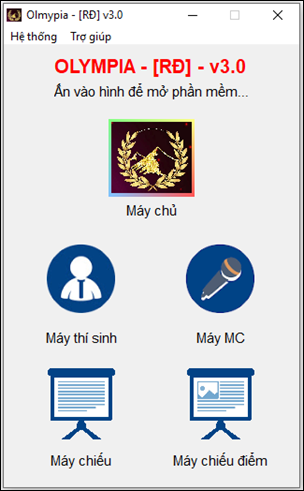 Olmypia - [RĐ] v3.0
Hệ thống Trợ giúp
OLYMPIA - [RĐ] - v3.0
Ấn vào hình để mở phần mềm...
Máy chủ
Máy thí sinh Máy MC
Máy chiếu Máy chiếu điểm